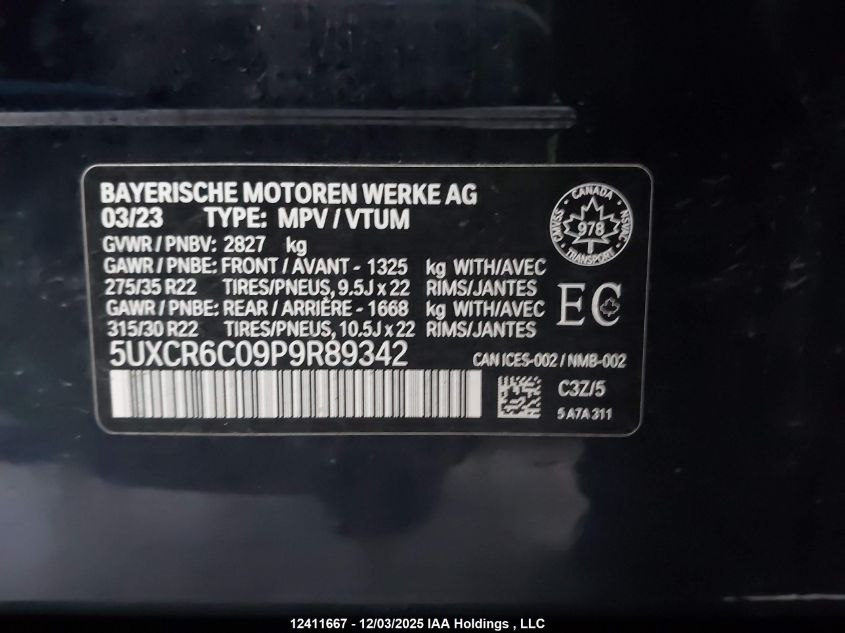 BAYERISCHE MOTOREN WERKE AG
03/23 TYPE: MPV / VTUM
GVWR / PNBV: 2827 kg
GAWR / PNBE: FRONT / AVANT - 1325 kg WITH/AVEC
275/35 R22 TIRES/PNEUS, 9.5J x 22 RIMS/JANTES
GAWR / PNBE: REAR / ARRIÈRE - 1668 kg WITH/AVEC
315/30 R22 TIRES/PNEUS, 10.5J x 22 RIMS/JANTES
5UXCR6C09P9R89342
CANADA
CMVSS NSVAC
978
TRANSPORT
EC
CAN ICES-002 / NMB-002
C3Z/5
5 A7A 311
12411667 - 12/03/2025 IAA Holdings , LLC